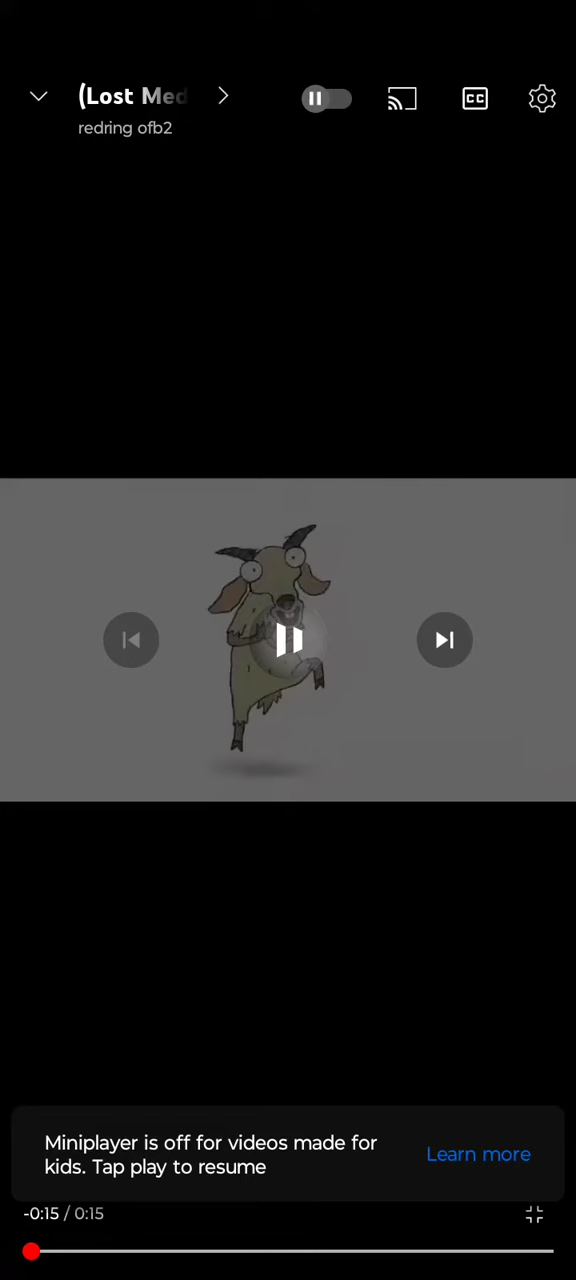 (Lost Med
redring ofb2
CC
Miniplayer is off for videos made for
kids. Tap play to resume
Learn more
-0:15 / 0:15